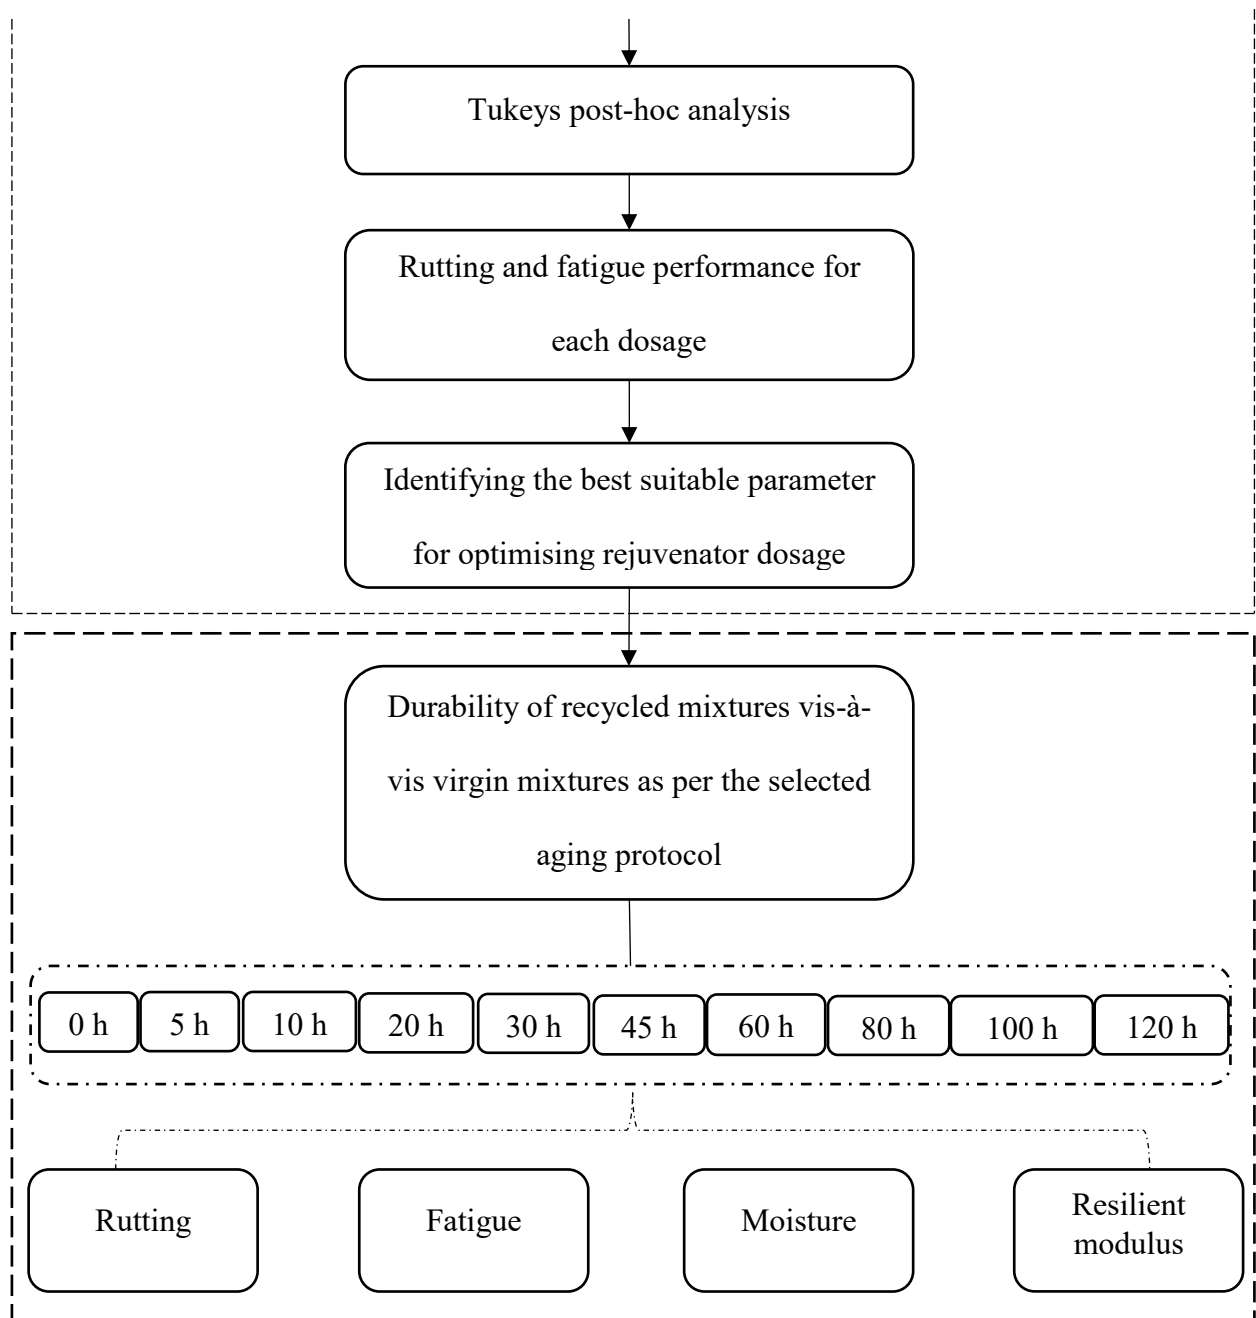 Tukeys post-hoc analysis
Rutting and fatigue performance for
each dosage
Identifying the best suitable parameter
for optimising rejuvenator dosage
Durability of recycled mixtures vis-à-
vis virgin mixtures as per the selected
aging protocol
0 h 5 h 10 h 20 h 30 h 45 h 60 h 80 h 100 h 120 h
Rutting Fatigue Moisture Resilient
modulus